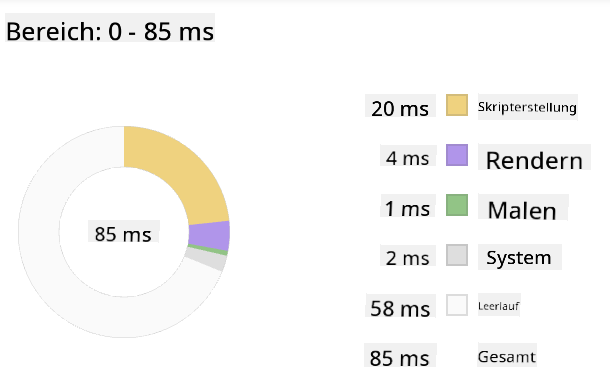 Bereich: 0 - 85 ms
85 ms
20 ms Skripterstellung
4 ms Rendern
1 ms Malen
2 ms System
58 ms Leerlauf
85 ms Gesamt